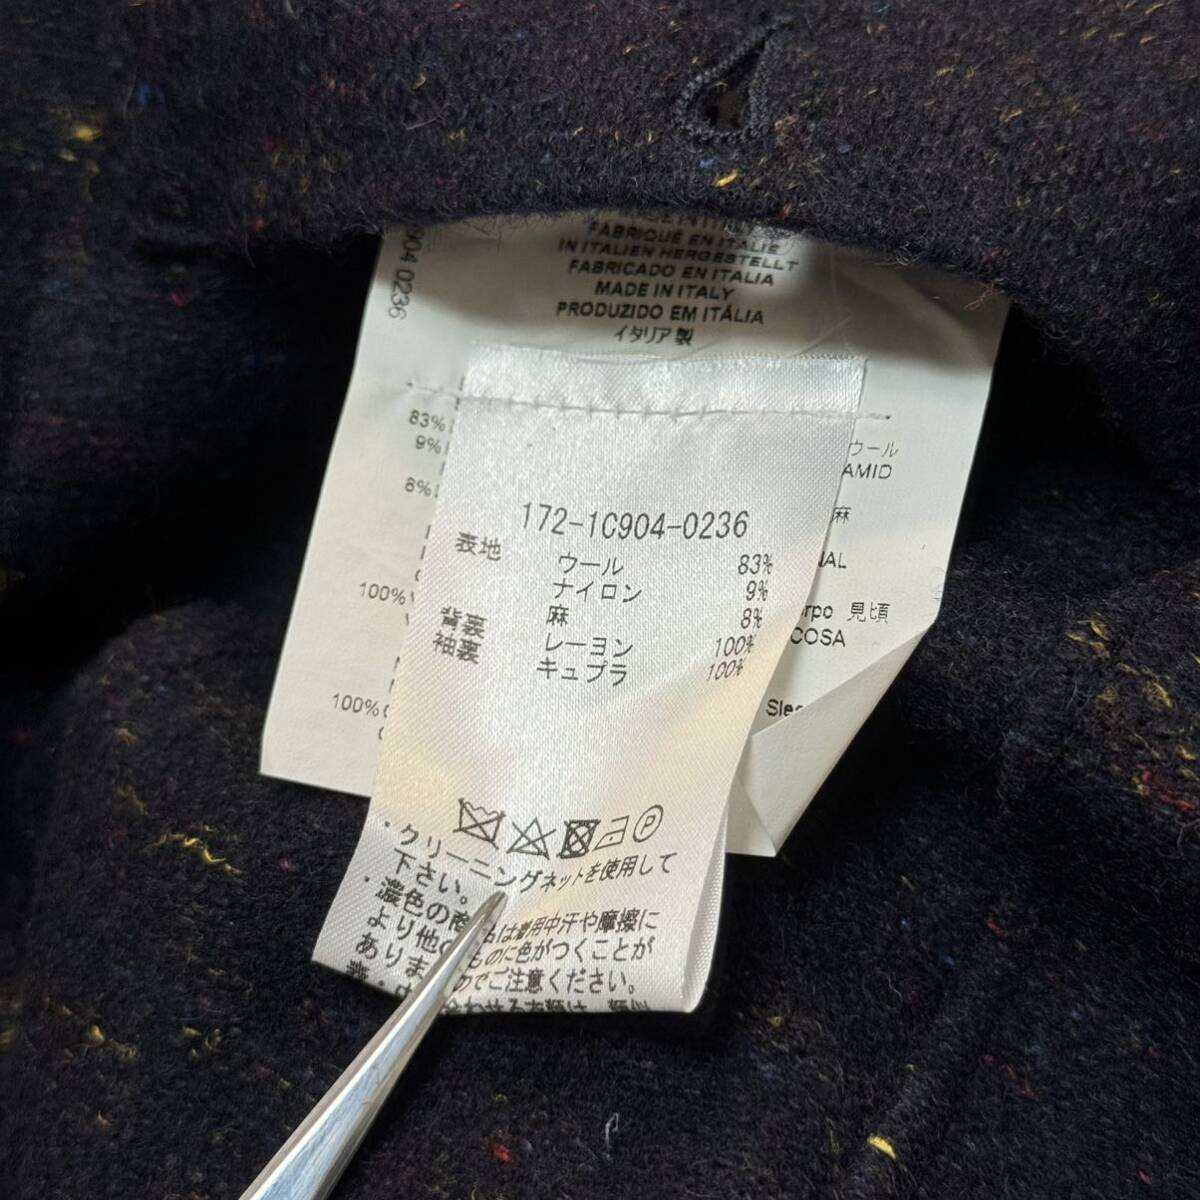 FABRIQUE EN ITALIE
IN ITALIEN HERGESTELLT
FABRICADO EN ITALIA
MADE IN ITALY
PRODUZIDO EM ITÁLIA
イタリア製
904 0236
83%
9%
8%
100%
100%
ウール
AMID
麻
NAL
rpo 見頃
COSA
Slee
172-1C904-0236
表地 ウール 83%
ナイロン 9%
麻 8%
背裏 レーヨン 100%
袖裏 キュプラ 100%
P
・クリーニングネットを使用して
下さい。
・濃色の商 は着用中汗や摩擦に
より他の ものに色がつくことが
ありま のでご注意ください。